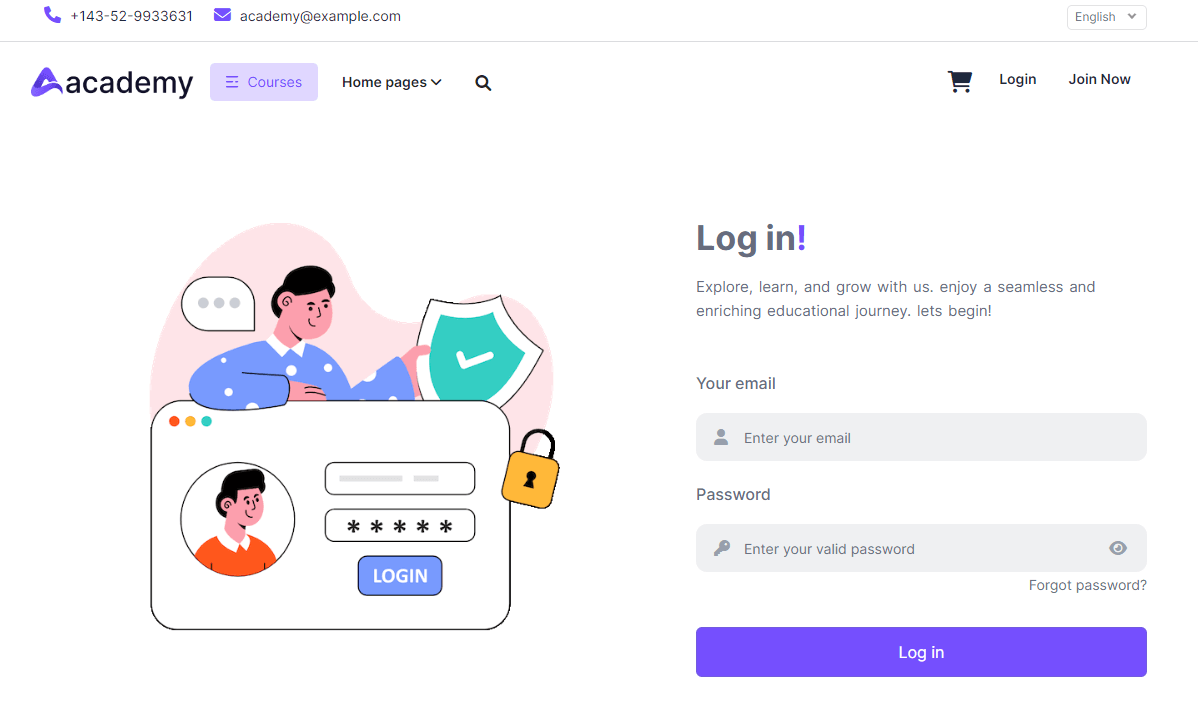 +143-52-9933631 academy@example.com English
academy Courses Home pages Login Join Now
Log in!
Explore, learn, and grow with us. enjoy a seamless and
enriching educational journey. lets begin!
Your email
Enter your email
Password
Enter your valid password
Forgot password?
Log in
* * * * *
LOGIN